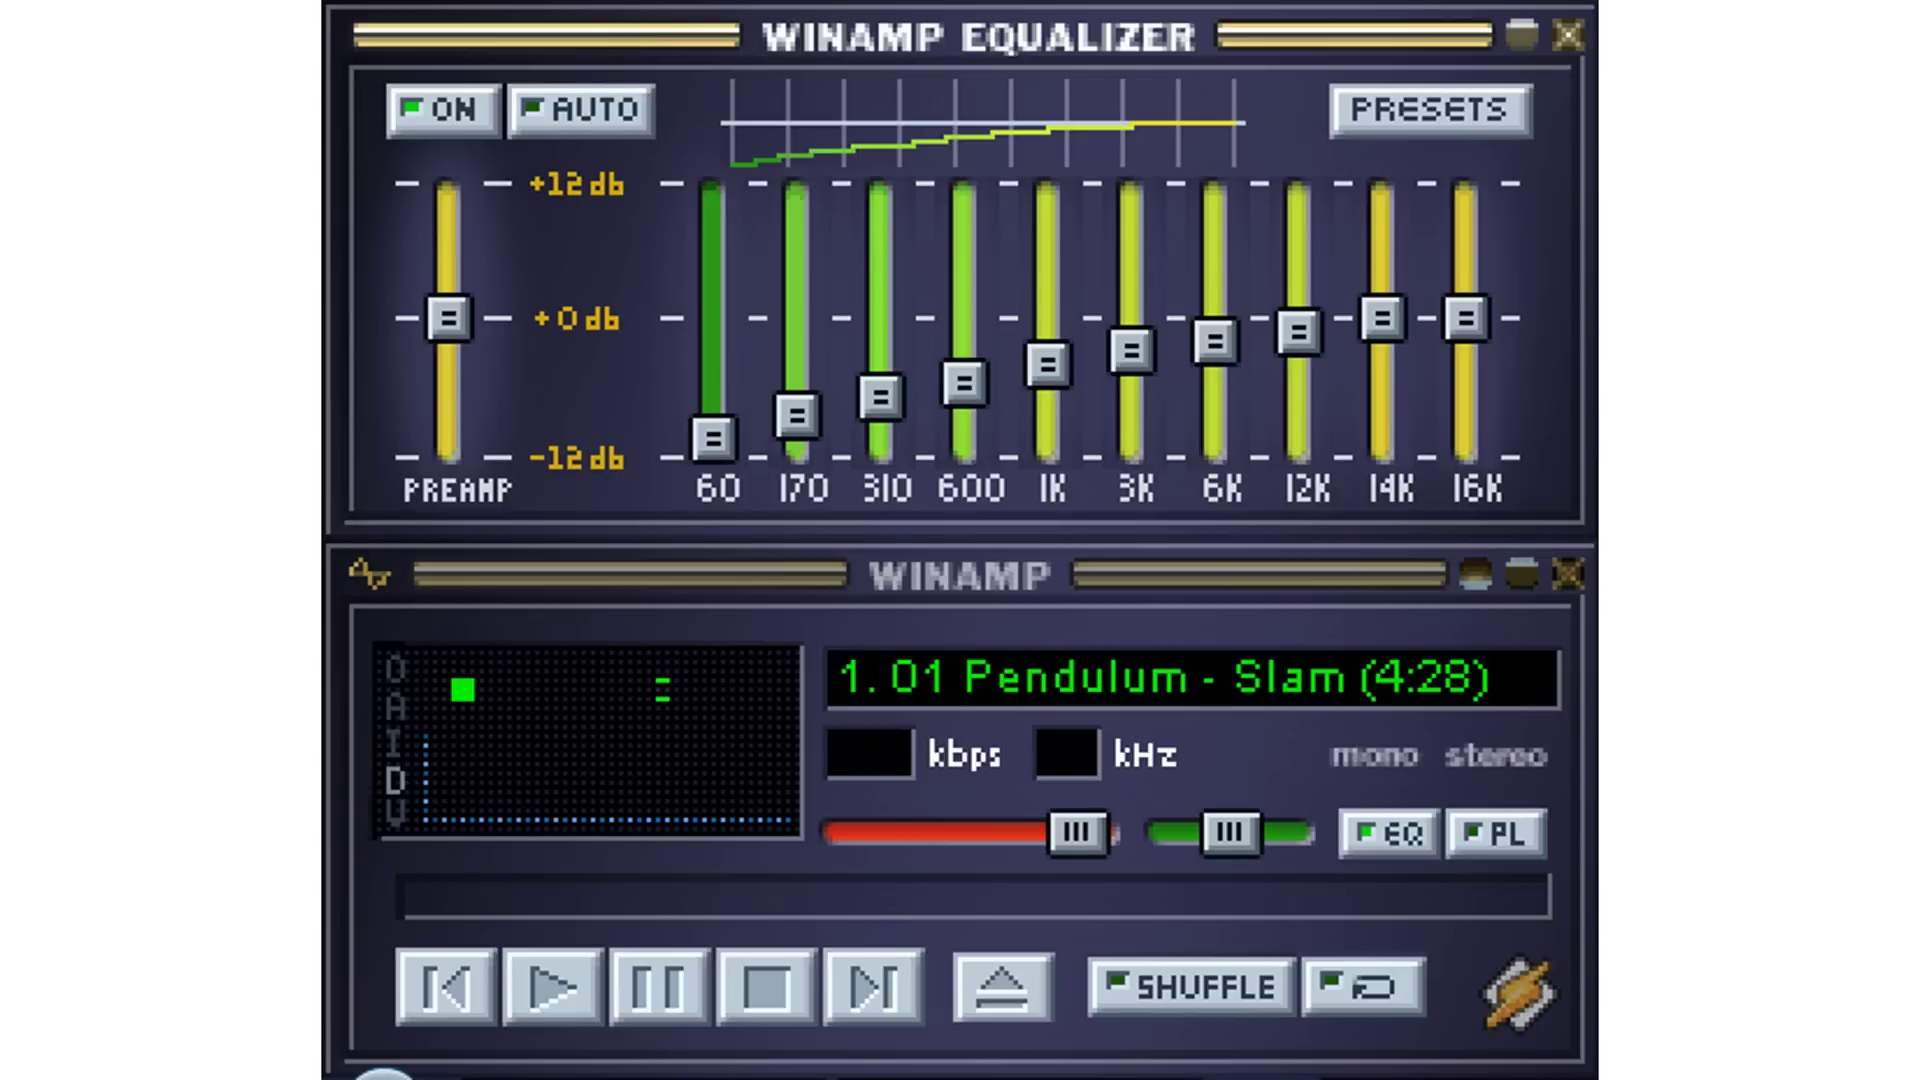 WINAMP EQUALIZER
ON AUTO PRESETS
+12 db
+0 db
-12 db
PREAMP 60 170 310 600 1K 3K 6K 12K 14K 16K
WINAMP
O
A
I
D
V
1. 01 Pendulum - Slam (4:28)
kbps kHz mono stereo
EQ PL
SHUFFLE